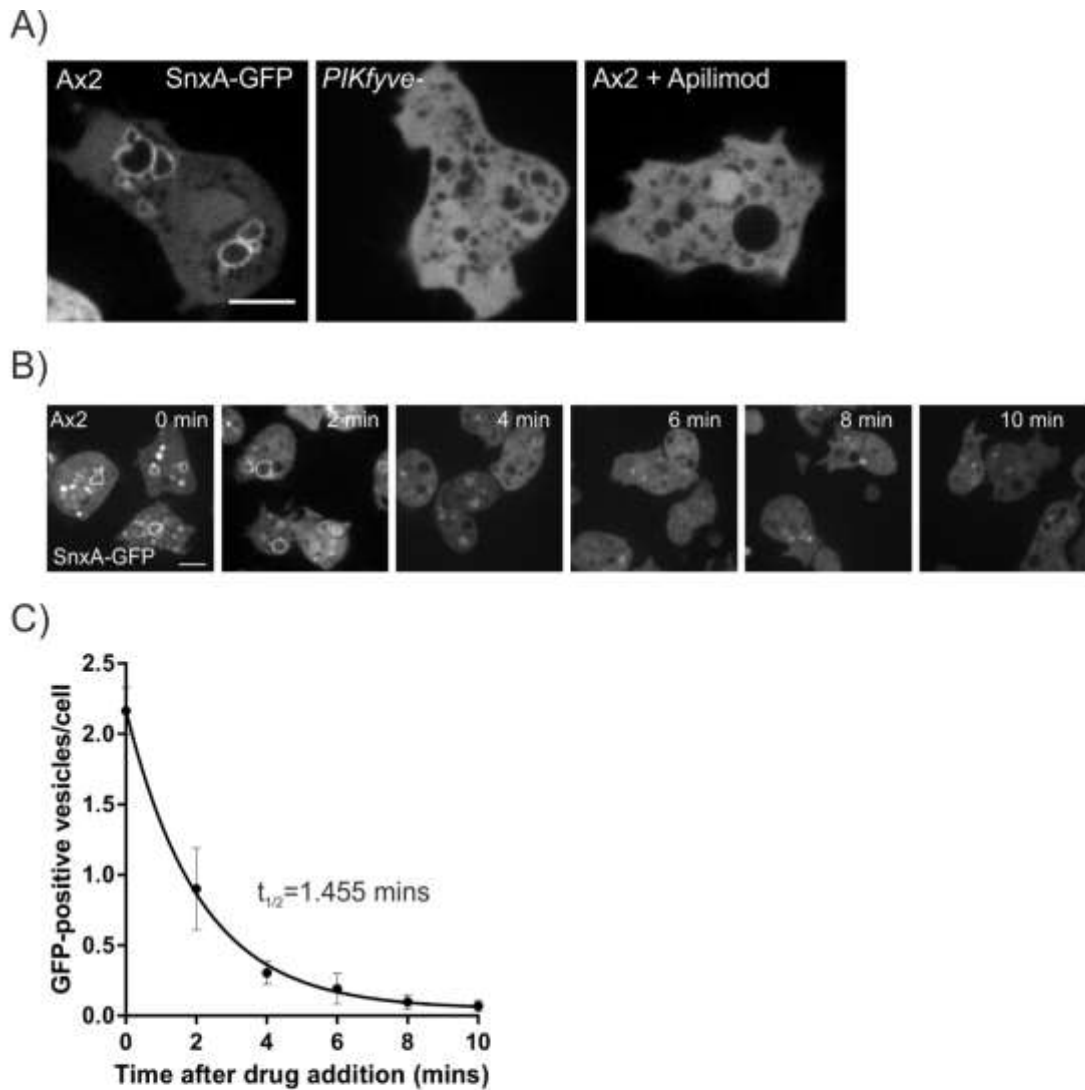 A)
Ax2 SnxA-GFP PIKfyve- Ax2 + Apilimod
B)
Ax2 0 min 2 min 4 min 6 min 8 min 10 min
SnxA-GFP
C)
2.5
2.0
1.5
1.0
0.5
0.0
GFP-positive vesicles/cell
t1/2=1.455 mins
0 2 4 6 8 10
Time after drug addition (mins)